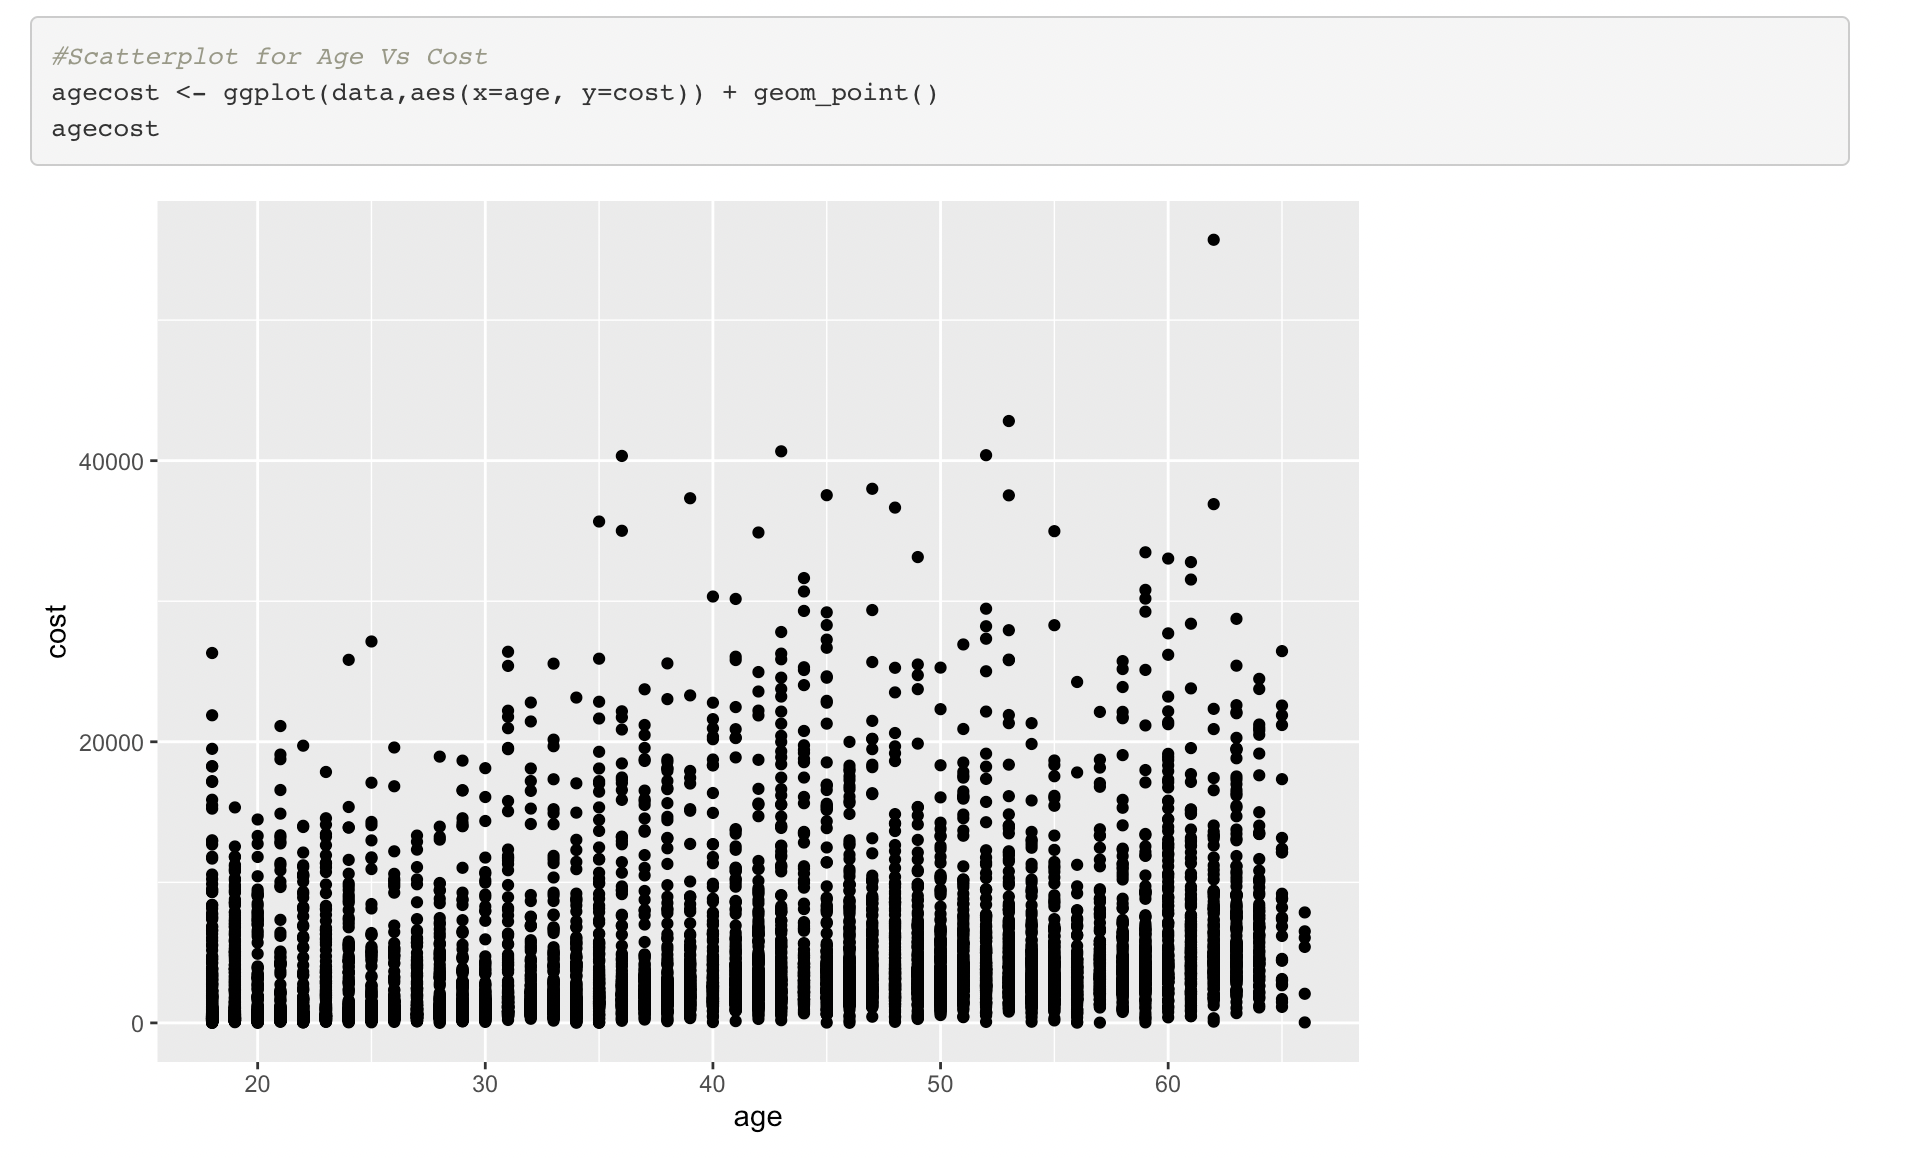 #Scatterplot for Age Vs Cost
agecost <- ggplot(data,aes(x=age, y=cost)) + geom_point()
agecost
40000
20000
0
cost
20 30 40 50 60
age